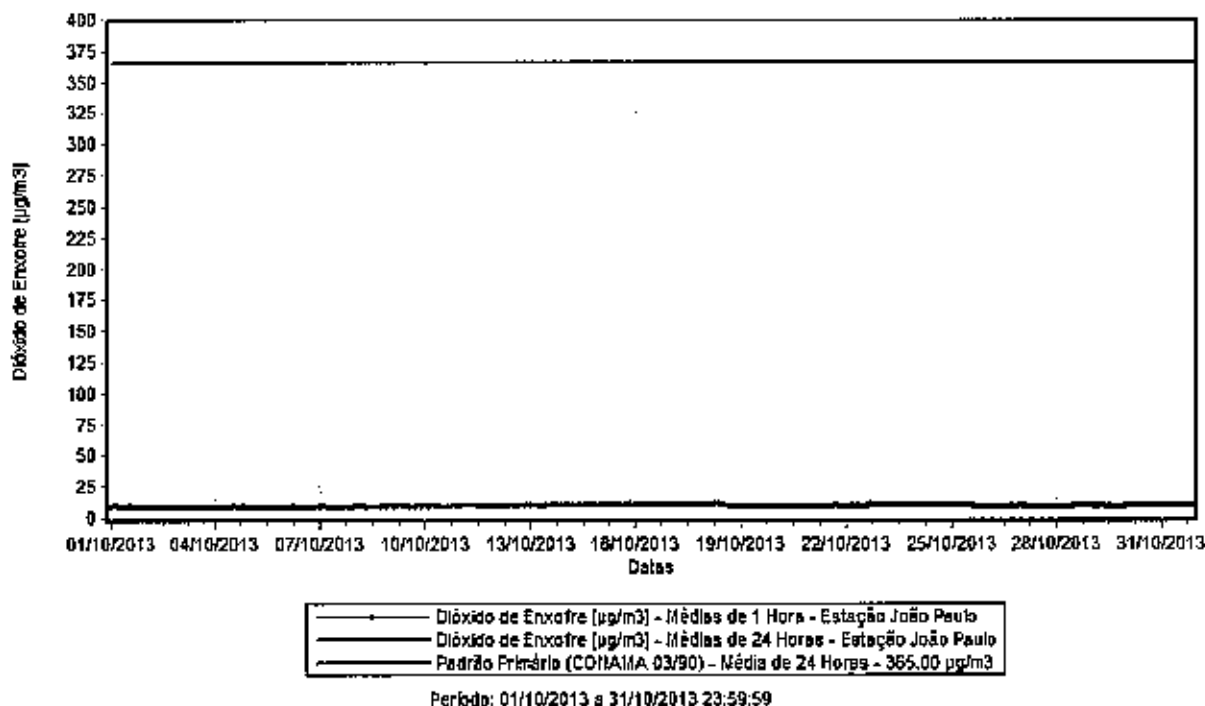 400
375
350
325
300
275
250
225
200
175
150
125
100
75
50
25
0
Dióxido de Enxofre [µg/m3]
01/10/2013 04/10/2013 07/10/2013 10/10/2013 13/10/2013 16/10/2013 19/10/2013 22/10/2013 25/10/2013 28/10/2013 31/10/2013
Datas
Dióxido de Enxofre [µg/m3] - Médias de 1 Hora - Estação João Paulo
Dióxido de Enxofre [µg/m3] - Médias de 24 Horas - Estação João Paulo
Padrão Primário (CONAMA 03/90) - Média de 24 Horas - 365.00 µg/m3
Período: 01/10/2013 a 31/10/2013 23:59:59